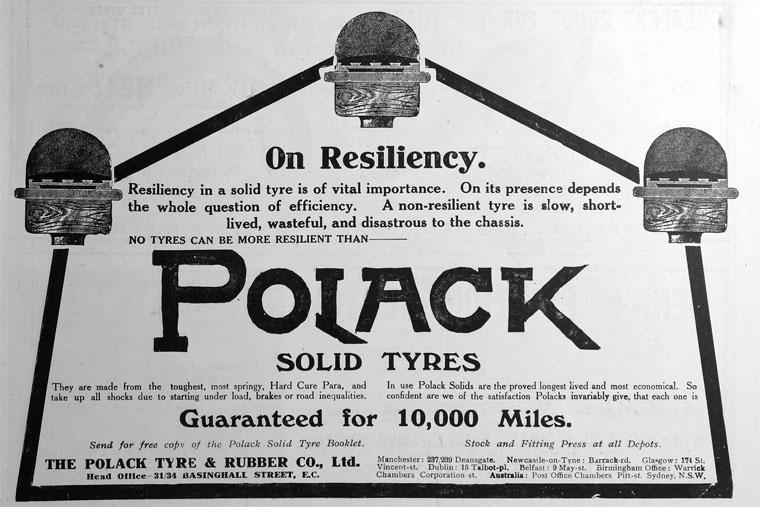 On Resiliency.
Resiliency in a solid tyre is of vital importance. On its presence depends
the whole question of efficiency. A non-resilient tyre is slow, short-
lived, wasteful, and disastrous to the chassis.
NO TYRES CAN BE MORE RESILIENT THAN——
POLACK
SOLID TYRES
They are made from the toughest, most springy, Hard Cure Para, and
take up all shocks due to starting under load, brakes or road inequalities.
In use Polack Solids are the proved longest lived and most economical. So
confident are we of the satisfaction Polacks invariably give, that each one is
Guaranteed for 10,000 Miles.
Send for free copy of the Polack Solid Tyre Booklet.
Stock and Fitting Press at all Depots.
THE POLACK TYRE & RUBBER CO., Ltd.
Head Office—31/34 BASINGHALL STREET, E.C.
Manchester: 237/239 Deansgate. Newcastle-on-Tyne: Barrack-rd. Glasgow: 174 St.
Vincent-st. Dublin: 15 Talbot-pl. Belfast: 9 May-st. Birmingham Office: Warwick
Chambers Corporation-st. Australia: Post Office Chambers Pitt-st. Sydney, N.S.W.